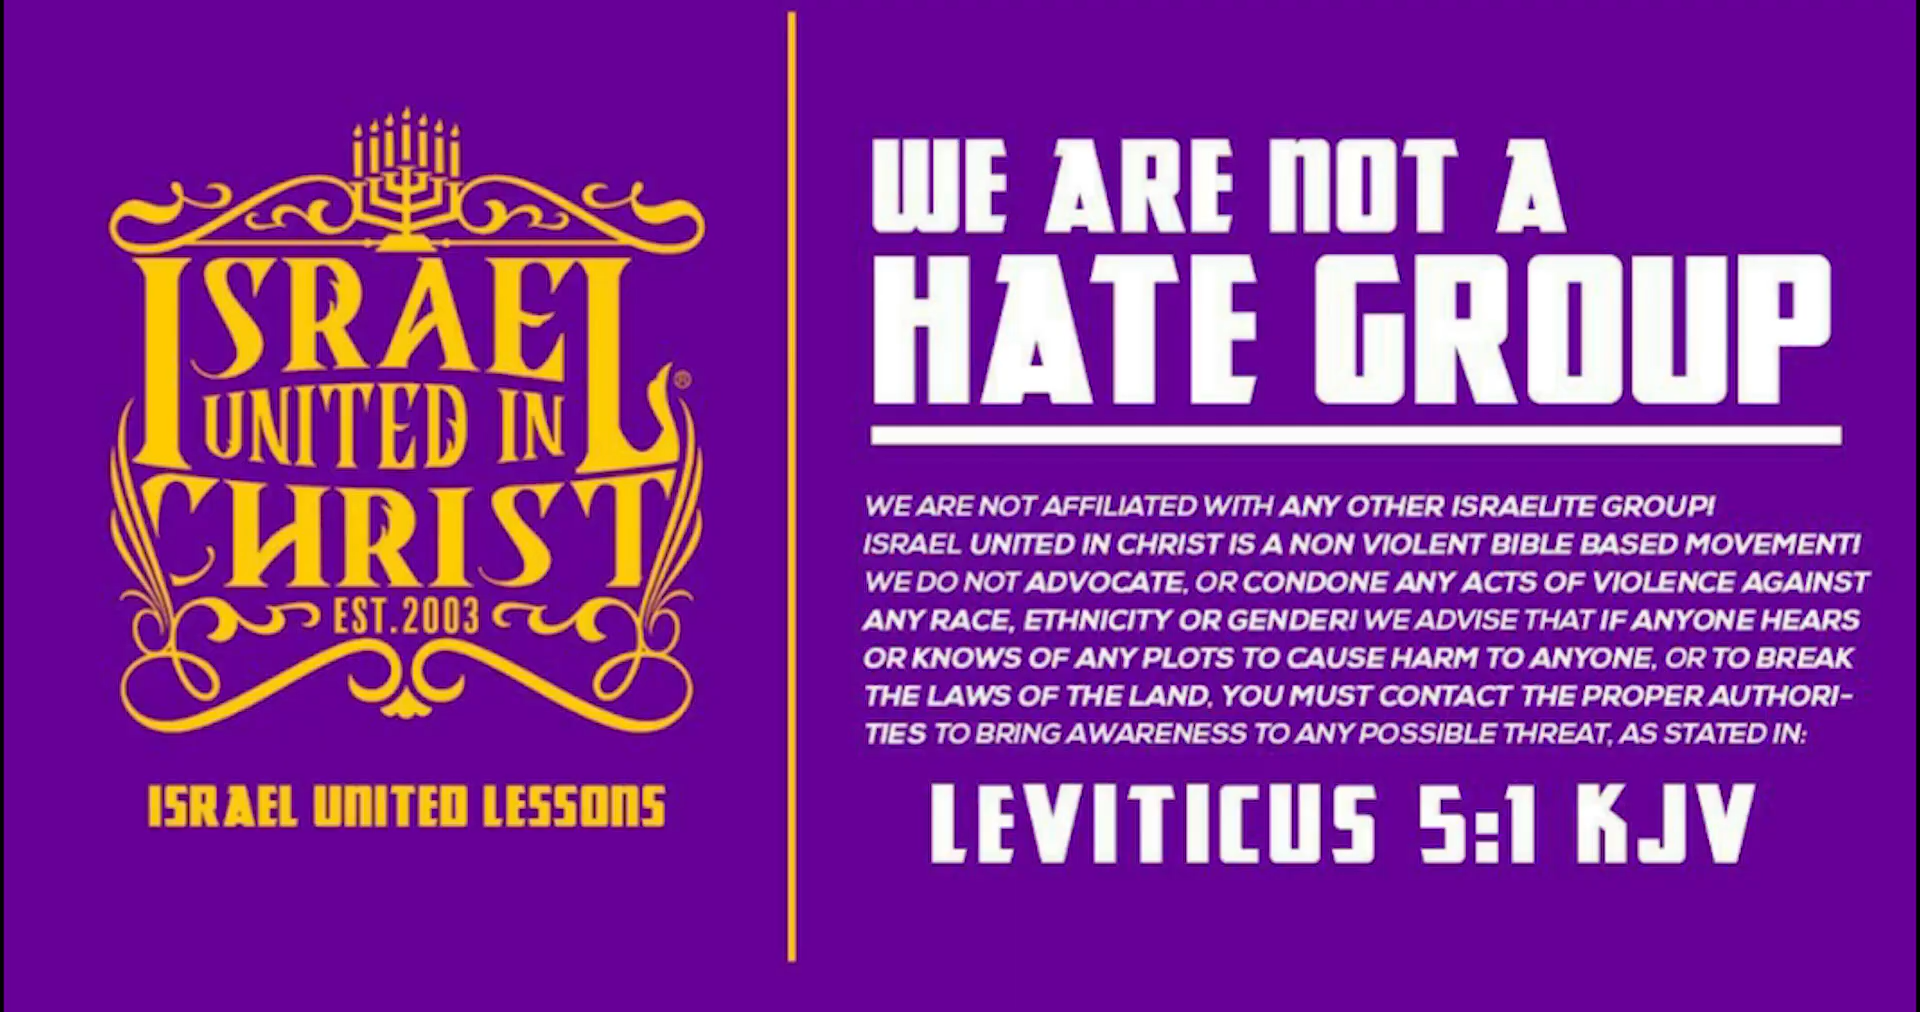 ISRAEL
UNITED IN
CHRIST
EST.2003
ISRAEL UNITED LESSONS
WE ARE NOT A
HATE GROUP
WE ARE NOT AFFILIATED WITH ANY OTHER ISRAELITE GROUP!
ISRAEL UNITED IN CHRIST IS A NON VIOLENT BIBLE BASED MOVEMENT!
WE DO NOT ADVOCATE, OR CONDONE ANY ACTS OF VIOLENCE AGAINST
ANY RACE, ETHNICITY OR GENDER! WE ADVISE THAT IF ANYONE HEARS
OR KNOWS OF ANY PLOTS TO CAUSE HARM TO ANYONE, OR TO BREAK
THE LAWS OF THE LAND, YOU MUST CONTACT THE PROPER AUTHORI-
TIES TO BRING AWARENESS TO ANY POSSIBLE THREAT, AS STATED IN:
LEVITICUS 5:1 KJV